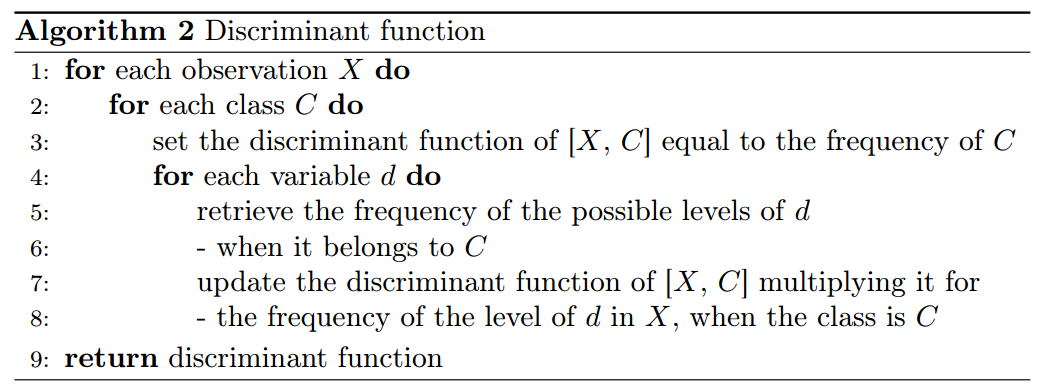 Algorithm 2 Discriminant function
1: for each observation X do
2: for each class C do
3: set the discriminant function of [X, C] equal to the frequency of C
4: for each variable d do
5: retrieve the frequency of the possible levels of d
6: - when it belongs to C
7: update the discriminant function of [X, C] multiplying it for
8: - the frequency of the level of d in X, when the class is C
9: return discriminant function